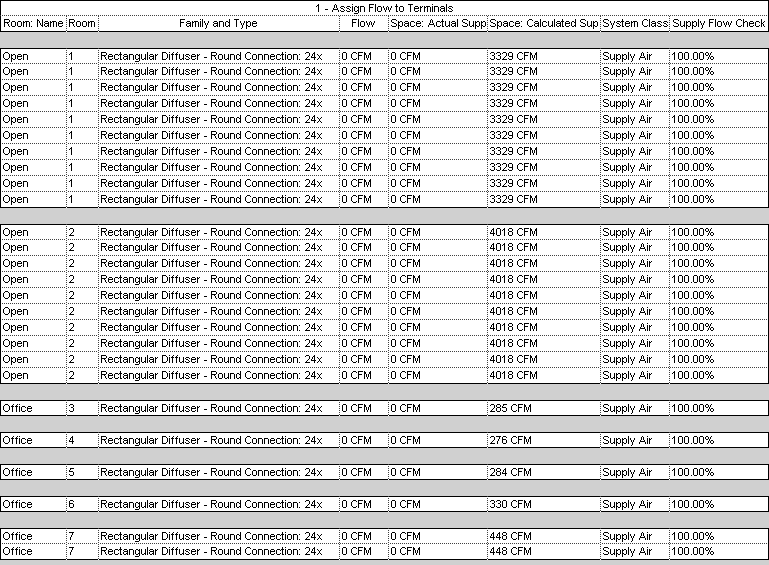 1 - Assign Flow to Terminals
Room: Name Room Family and Type Flow Space: Actual Supp Space: Calculated Sup System Class Supply Flow Check
Open 1 Rectangular Diffuser - Round Connection: 24x 0 CFM 0 CFM 3329 CFM Supply Air 100.00%
Open 1 Rectangular Diffuser - Round Connection: 24x 0 CFM 0 CFM 3329 CFM Supply Air 100.00%
Open 1 Rectangular Diffuser - Round Connection: 24x 0 CFM 0 CFM 3329 CFM Supply Air 100.00%
Open 1 Rectangular Diffuser - Round Connection: 24x 0 CFM 0 CFM 3329 CFM Supply Air 100.00%
Open 1 Rectangular Diffuser - Round Connection: 24x 0 CFM 0 CFM 3329 CFM Supply Air 100.00%
Open 1 Rectangular Diffuser - Round Connection: 24x 0 CFM 0 CFM 3329 CFM Supply Air 100.00%
Open 1 Rectangular Diffuser - Round Connection: 24x 0 CFM 0 CFM 3329 CFM Supply Air 100.00%
Open 1 Rectangular Diffuser - Round Connection: 24x 0 CFM 0 CFM 3329 CFM Supply Air 100.00%
Open 1 Rectangular Diffuser - Round Connection: 24x 0 CFM 0 CFM 3329 CFM Supply Air 100.00%
Open 1 Rectangular Diffuser - Round Connection: 24x 0 CFM 0 CFM 3329 CFM Supply Air 100.00%
Open 2 Rectangular Diffuser - Round Connection: 24x 0 CFM 0 CFM 4018 CFM Supply Air 100.00%
Open 2 Rectangular Diffuser - Round Connection: 24x 0 CFM 0 CFM 4018 CFM Supply Air 100.00%
Open 2 Rectangular Diffuser - Round Connection: 24x 0 CFM 0 CFM 4018 CFM Supply Air 100.00%
Open 2 Rectangular Diffuser - Round Connection: 24x 0 CFM 0 CFM 4018 CFM Supply Air 100.00%
Open 2 Rectangular Diffuser - Round Connection: 24x 0 CFM 0 CFM 4018 CFM Supply Air 100.00%
Open 2 Rectangular Diffuser - Round Connection: 24x 0 CFM 0 CFM 4018 CFM Supply Air 100.00%
Open 2 Rectangular Diffuser - Round Connection: 24x 0 CFM 0 CFM 4018 CFM Supply Air 100.00%
Open 2 Rectangular Diffuser - Round Connection: 24x 0 CFM 0 CFM 4018 CFM Supply Air 100.00%
Open 2 Rectangular Diffuser - Round Connection: 24x 0 CFM 0 CFM 4018 CFM Supply Air 100.00%
Open 2 Rectangular Diffuser - Round Connection: 24x 0 CFM 0 CFM 4018 CFM Supply Air 100.00%
Office 3 Rectangular Diffuser - Round Connection: 24x 0 CFM 0 CFM 285 CFM Supply Air 100.00%
Office 4 Rectangular Diffuser - Round Connection: 24x 0 CFM 0 CFM 276 CFM Supply Air 100.00%
Office 5 Rectangular Diffuser - Round Connection: 24x 0 CFM 0 CFM 284 CFM Supply Air 100.00%
Office 6 Rectangular Diffuser - Round Connection: 24x 0 CFM 0 CFM 330 CFM Supply Air 100.00%
Office 7 Rectangular Diffuser - Round Connection: 24x 0 CFM 0 CFM 448 CFM Supply Air 100.00%
Office 7 Rectangular Diffuser - Round Connection: 24x 0 CFM 0 CFM 448 CFM Supply Air 100.00%